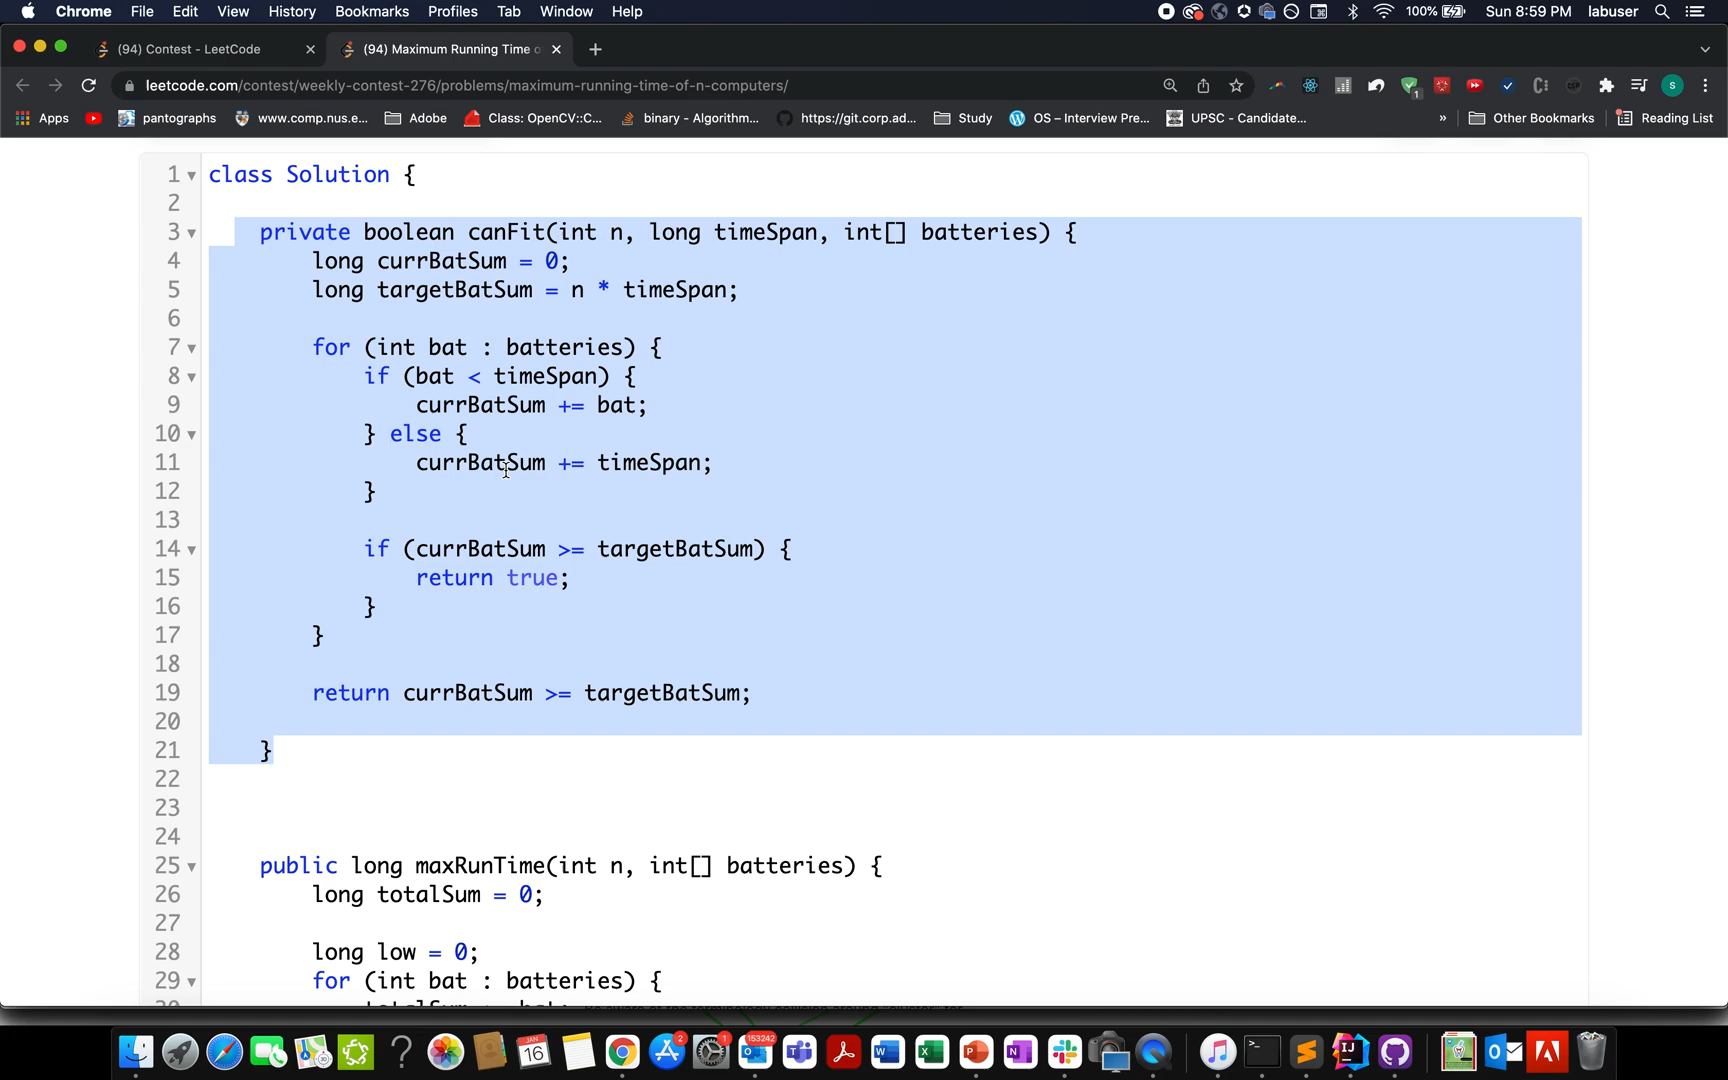 Chrome File Edit View History Bookmarks Profiles Tab Window Help 100% Sun 8:59 PM labuser
(94) Contest - LeetCode (94) Maximum Running Time o
leetcode.com/contest/weekly-contest-276/problems/maximum-running-time-of-n-computers/
Apps pantographs www.comp.nus.e... Adobe Class: OpenCV::C... binary - Algorithm... https://git.corp.ad... Study OS – Interview Pre... UPSC - Candidate... » Other Bookmarks Reading List
1 class Solution {
2
3 private boolean canFit(int n, long timeSpan, int[] batteries) {
4 long currBatSum = 0;
5 long targetBatSum = n * timeSpan;
6
7 for (int bat : batteries) {
8 if (bat < timeSpan) {
9 currBatSum += bat;
10 } else {
11 currBatSum += timeSpan;
12 }
13
14 if (currBatSum >= targetBatSum) {
15 return true;
16 }
17 }
18
19 return currBatSum >= targetBatSum;
20
21 }
22
23
24
25 public long maxRunTime(int n, int[] batteries) {
26 long totalSum = 0;
27
28 long low = 0;
29 for (int bat : batteries) {
2 1 153242
JAN 16